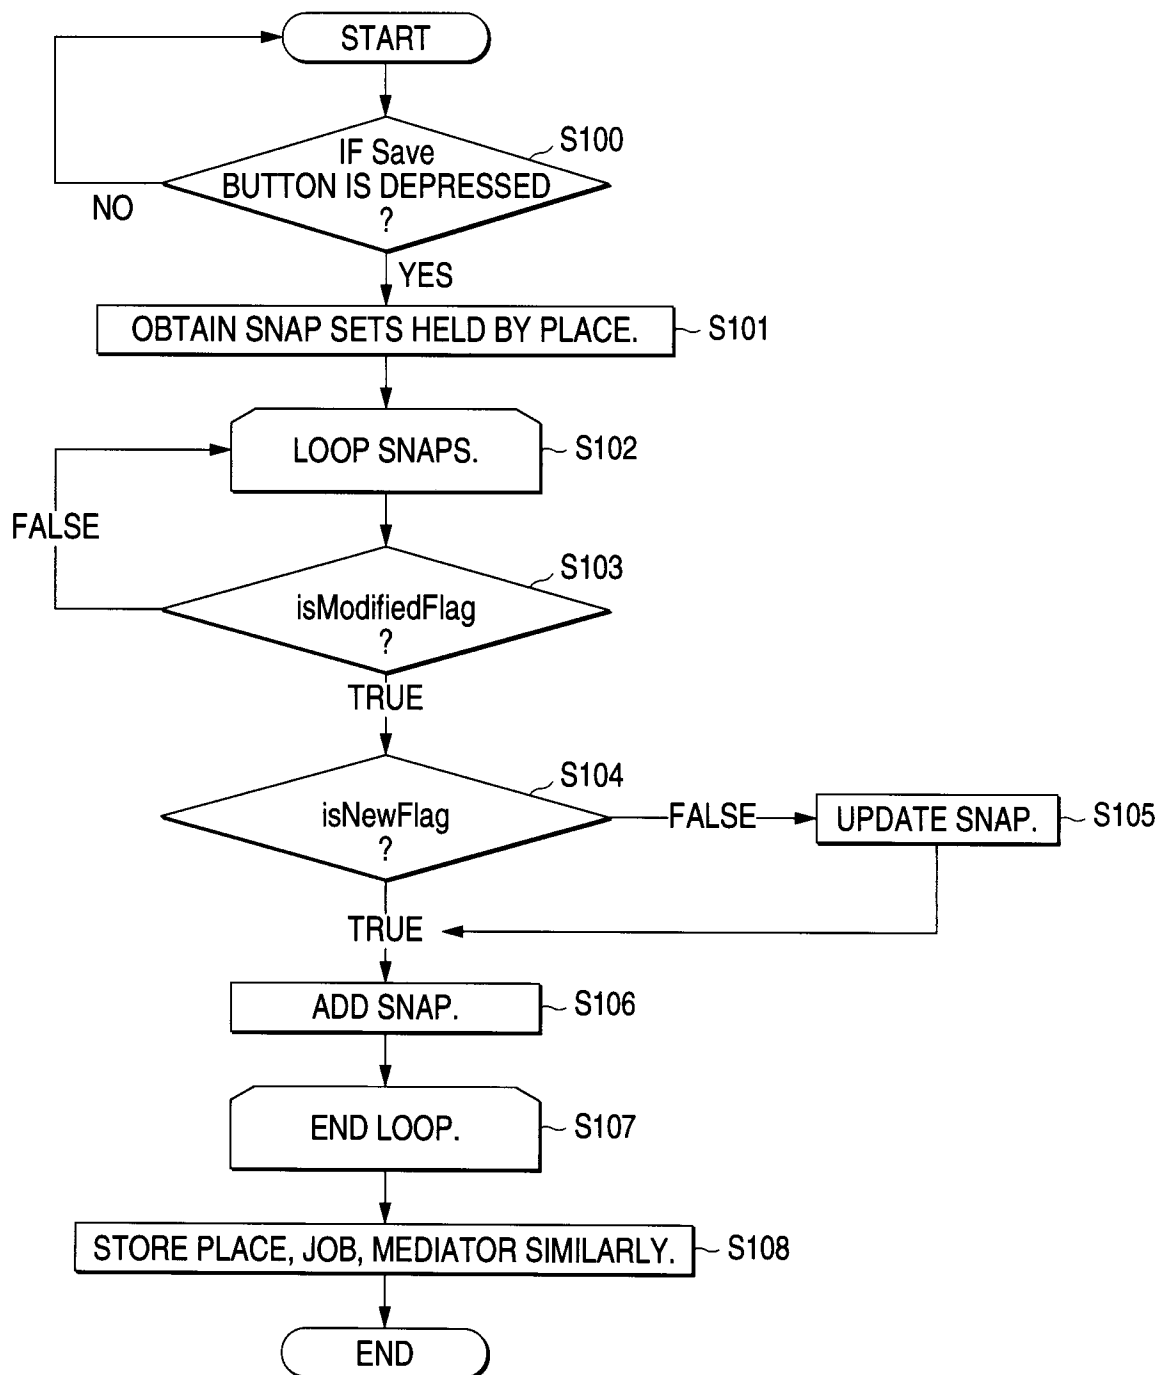 START
S100
IF Save
BUTTON IS DEPRESSED
?
NO
YES
OBTAIN SNAP SETS HELD BY PLACE.
S101
LOOP SNAPS.
S102
FALSE
S103
isModifiedFlag
?
TRUE
S104
isNewFlag
?
FALSE
UPDATE SNAP.
S105
TRUE
ADD SNAP.
S106
END LOOP.
S107
STORE PLACE, JOB, MEDIATOR SIMILARLY.
S108
END